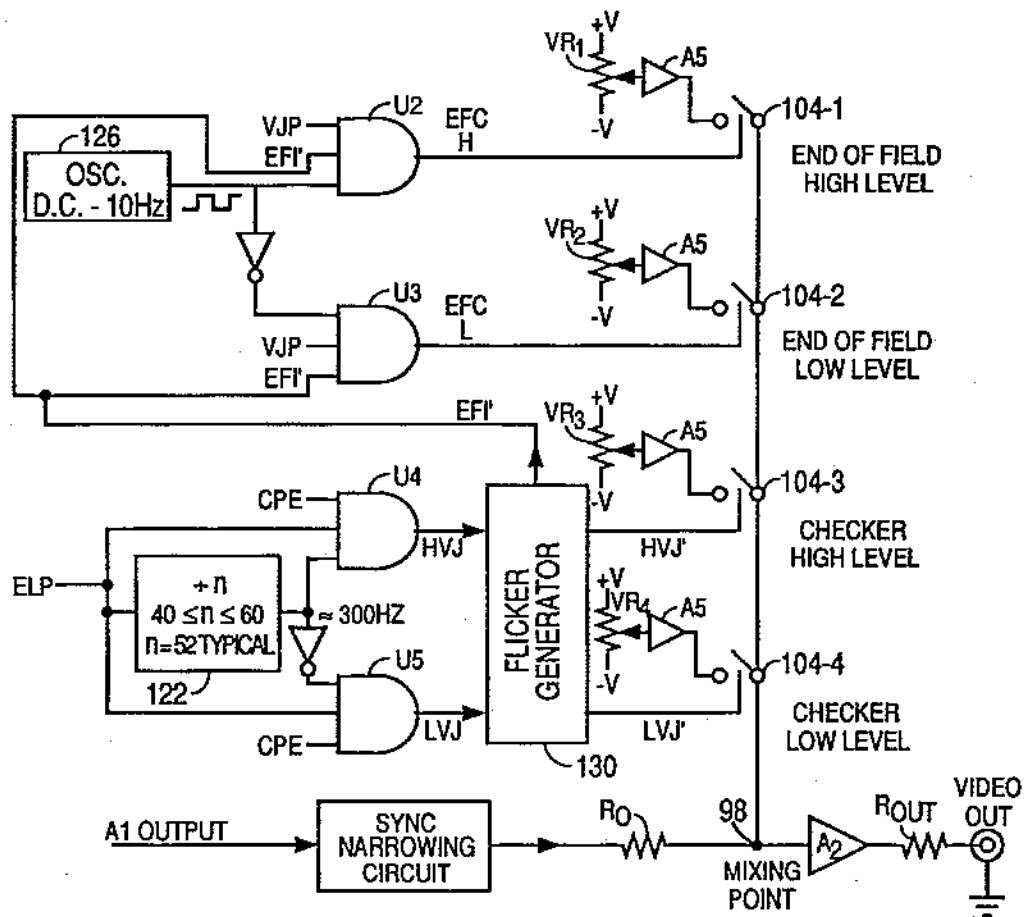 +V
VR1
A5
-V
104-1
END OF FIELD
HIGH LEVEL
U2
VJP
EFI'
EFC
H
126
OSC.
D.C. - 10Hz
+V
VR2
A5
-V
104-2
END OF FIELD
LOW LEVEL
U3
VJP
EFI'
EFC
L
EFI'
+V
VR3
A5
-V
104-3
CHECKER
HIGH LEVEL
U4
CPE
HVJ
HVJ'
ELP
÷ n
40 ≤ n ≤ 60
n=52 TYPICAL
122
≈ 300HZ
FLICKER
GENERATOR
130
+V
VR4
A5
-V
104-4
CHECKER
LOW LEVEL
U5
CPE
LVJ
LVJ'
A1 OUTPUT
SYNC
NARROWING
CIRCUIT
RO
98
MIXING
POINT
A2
ROUT
VIDEO
OUT